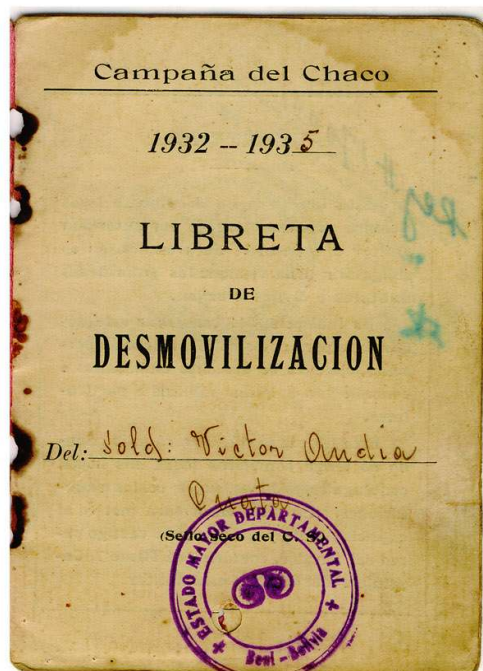 Campaña del Chaco
1932 -- 1935
LIBRETA
DE
DESMOVILIZACION
Del: Sold: Victor Andia
(Sello Seco del C. G.)
ESTADO MAYOR DEPARTAMENTAL
Beni - Bolivia